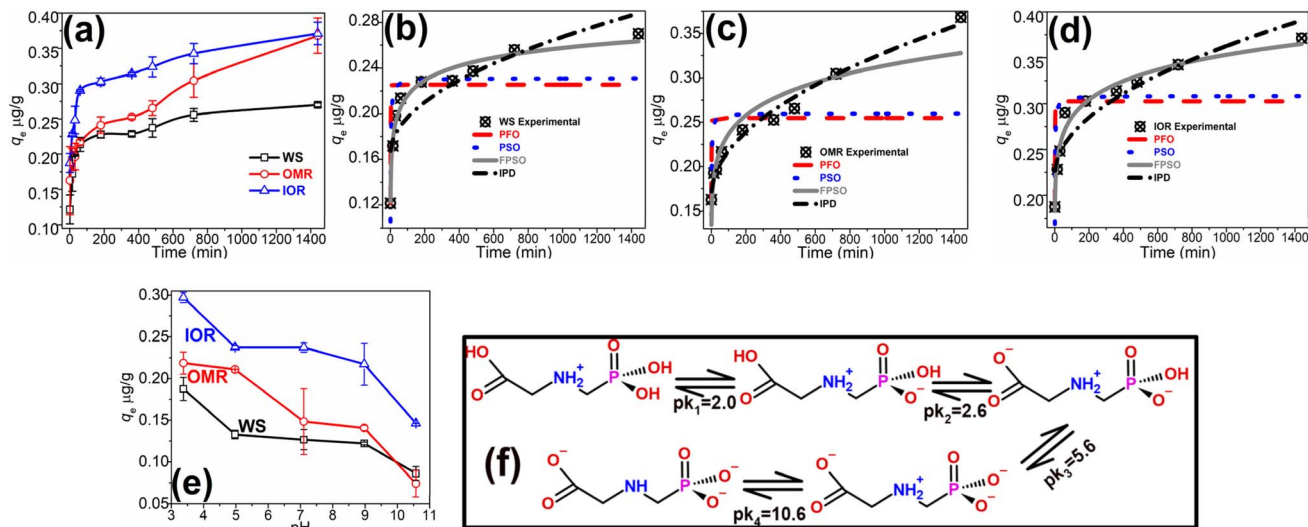 (a)
q_e µg/g
0.40
0.35
0.30
0.25
0.20
0.15
0.10
WS
OMR
IOR
0 200 400 600 800 1000 1200 1400
Time (min)
(b)
q_e µg/g
0.28
0.24
0.20
0.16
0.12
WS Experimental
PFO
PSO
FPSO
IPD
0 200 400 600 800 1000 1200 1400
Time (min)
(c)
q_e µg/g
0.35
0.30
0.25
0.20
0.15
OMR Experimental
PFO
PSO
FPSO
IPD
0 200 400 600 800 1000 1200 1400
Time (min)
(d)
q_e µg/g
0.40
0.35
0.30
0.25
0.20
IOR Experimental
PFO
PSO
FPSO
IPD
0 200 400 600 800 1000 1200 1400
Time (min)
(e)
q_e µg/g
0.30
0.25
0.20
0.15
0.10
0.05
IOR
OMR
WS
3 4 5 6 7 8 9 10 11
pH
HO O NH₂⁺ O P OH OH
pk₁=2.0
HO O NH₂⁺ O P OH O⁻
pk₂=2.6
O⁻ O NH₂⁺ O P OH O⁻
pk₃=5.6
(f)
O⁻ O NH O P O⁻ O⁻
pk₄=10.6
O⁻ O NH₂⁺ O P O⁻ O⁻